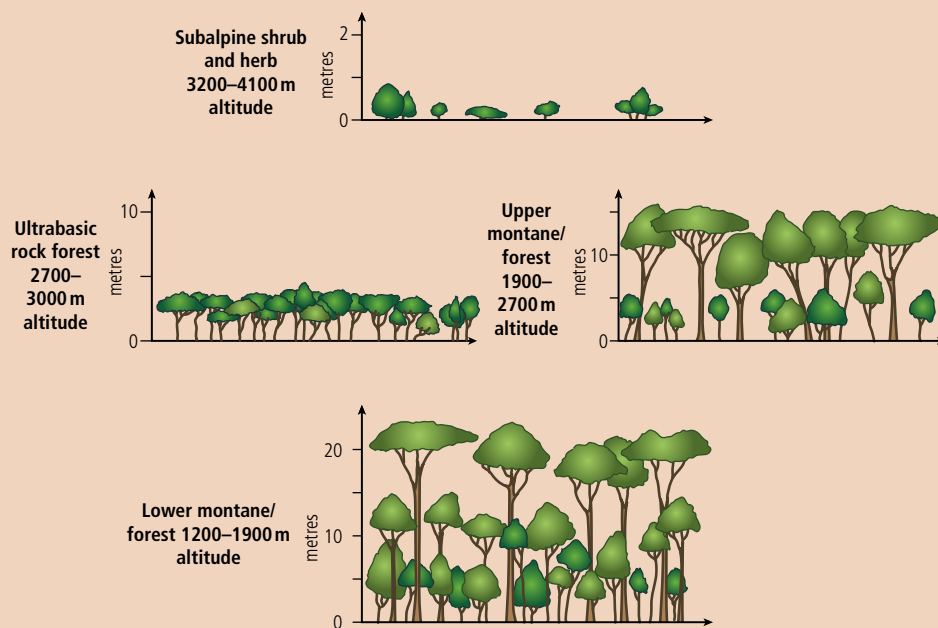 Subalpine shrub
and herb
3200–4100 m
altitude
metres
2
0
Ultrabasic
rock forest
2700–
3000 m
altitude
metres
10
0
Upper
montane/
forest
1900–
2700 m
altitude
metres
10
0
Lower montane/
forest 1200–1900 m
altitude
metres
20
10
0